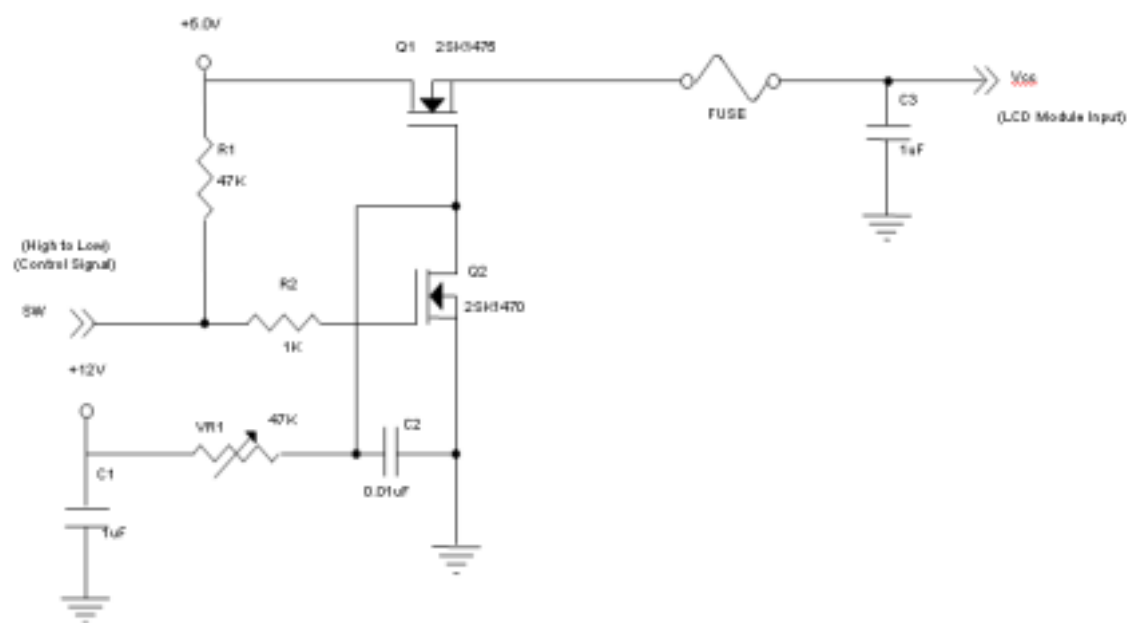 +5.0V
Q1 2SK1475
FUSE
C3
1uF
Vcc
(LCD Module Input)
R1
47K
(High to Low)
(Control Signal)
SW
R2
1K
Q2
2SK1470
+12V
VR1
47K
C2
0.01uF
C1
1uF